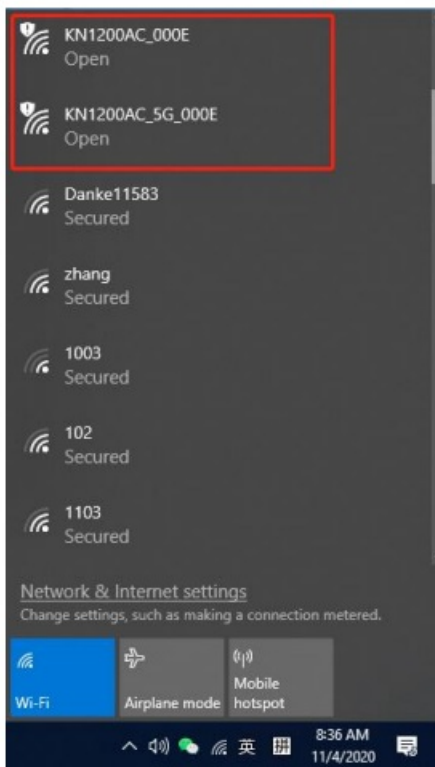 KN1200AC_000E
Open
KN1200AC_5G_000E
Open
Danke11583
Secured
zhang
Secured
1003
Secured
102
Secured
1103
Secured
Network & Internet settings
Change settings, such as making a connection metered.
Wi-Fi
Airplane mode
Mobile
hotspot
英
拼
8:36 AM
11/4/2020